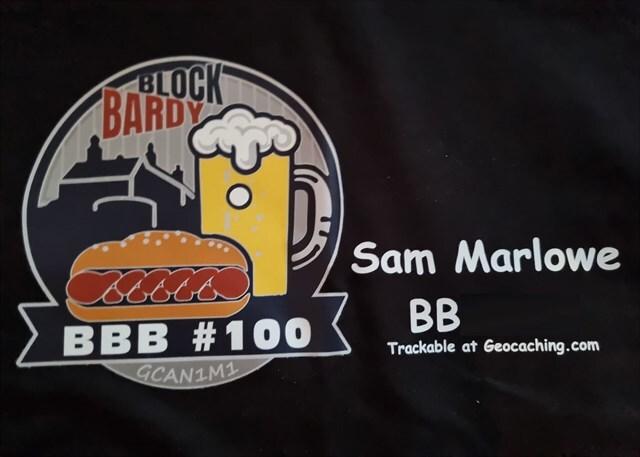 BLOCK
BARDY
BBB #100
GCAN1M1
Sam Marlowe
BB
Trackable at Geocaching.com